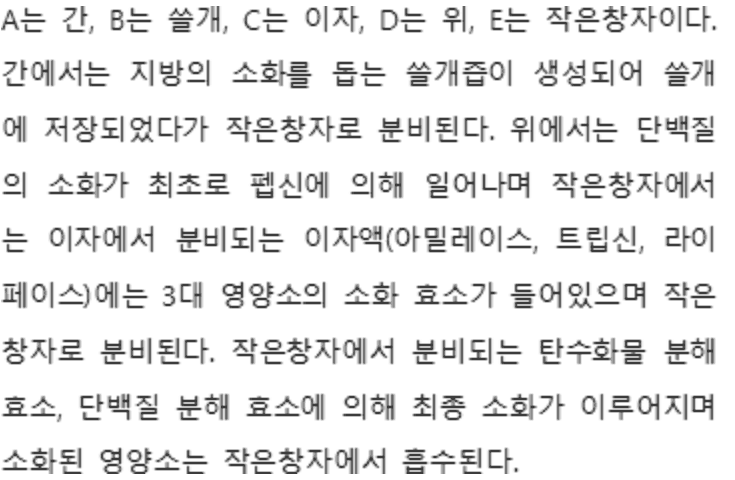 A는 간, B는 쓸개, C는 이자, D는 위, E는 작은창자이다.
간에서는 지방의 소화를 돕는 쓸개즙이 생성되어 쓸개
에 저장되었다가 작은창자로 분비된다. 위에서는 단백질
의 소화가 최초로 펩신에 의해 일어나며 작은창자에서
는 이자에서 분비되는 이자액(아밀레이스, 트립신, 라이
페이스)에는 3대 영양소의 소화 효소가 들어있으며 작은
창자로 분비된다. 작은창자에서 분비되는 탄수화물 분해
효소, 단백질 분해 효소에 의해 최종 소화가 이루어지며
소화된 영양소는 작은창자에서 흡수된다.